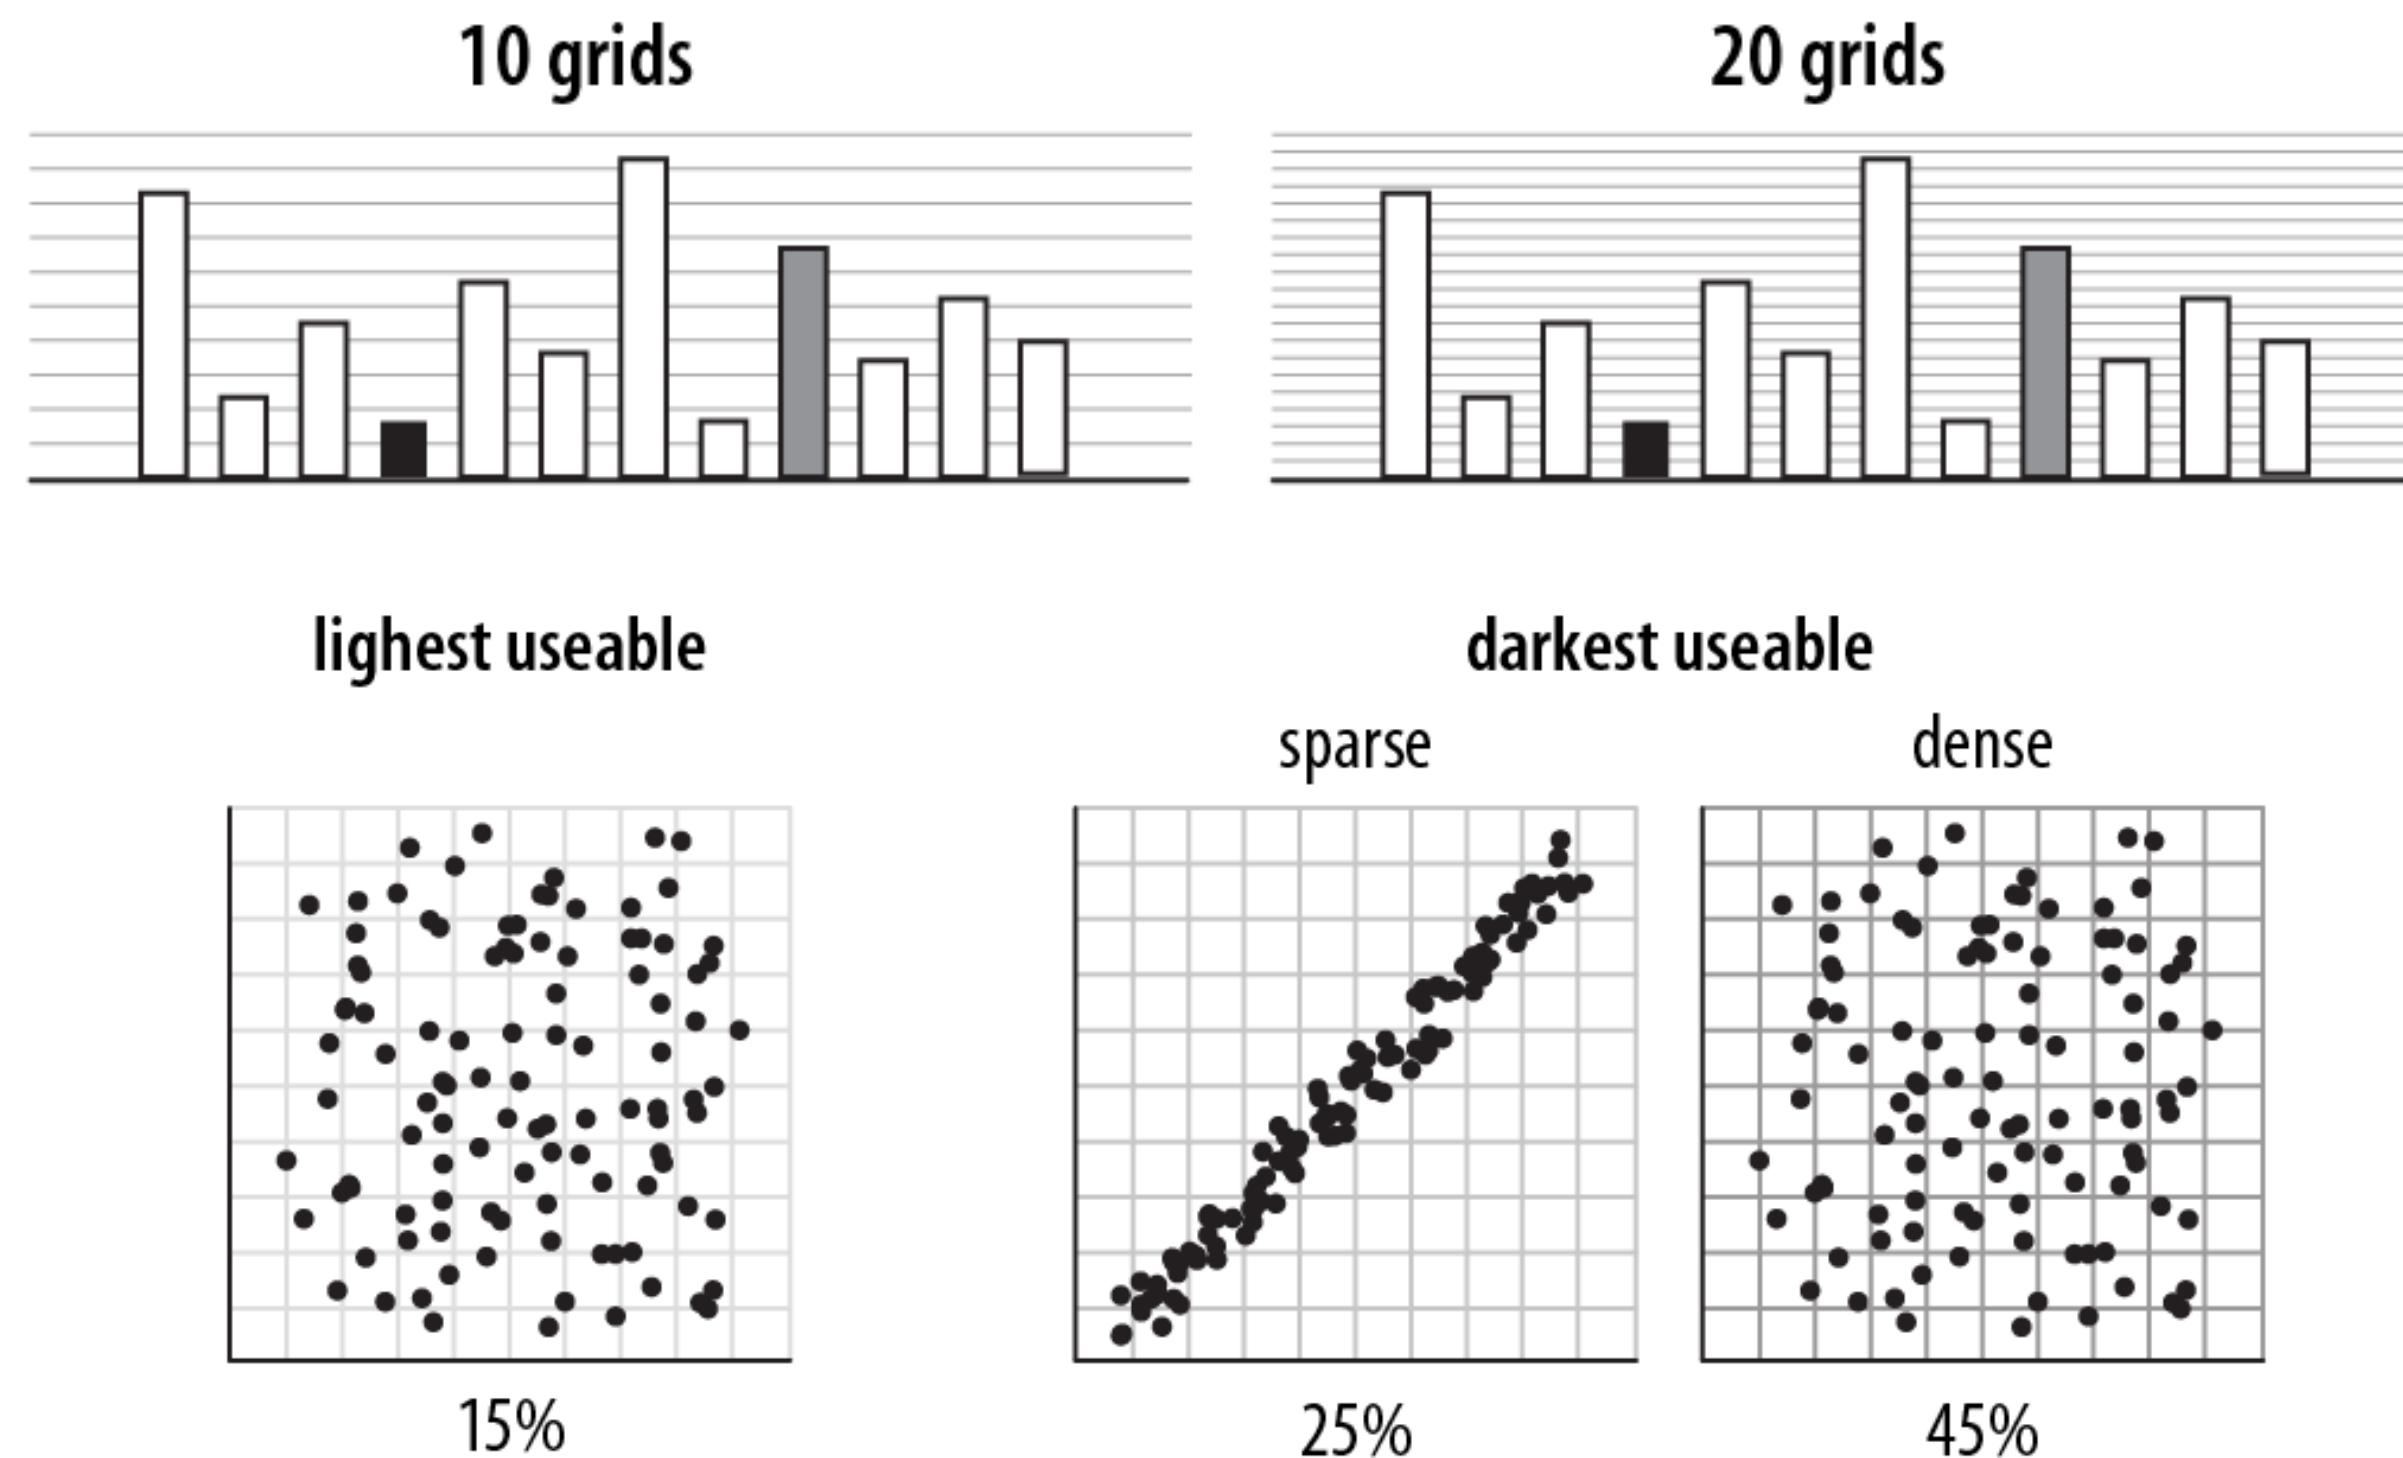 10 grids
20 grids
lighest useable
darkest useable
sparse
dense
15%
25%
45%